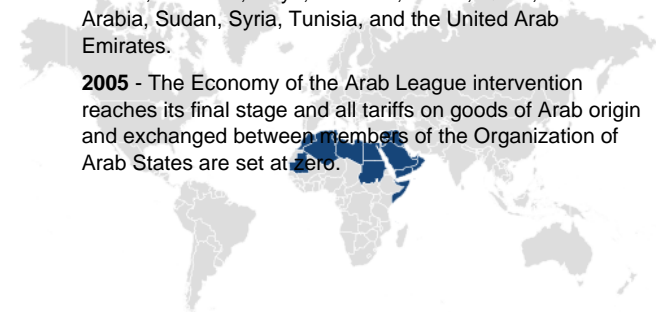 Arabia, Sudan, Syria, Tunisia, and the United Arab
Emirates.
2005 - The Economy of the Arab League intervention
reaches its final stage and all tariffs on goods of Arab origin
and exchanged between members of the Organization of
Arab States are set at zero.